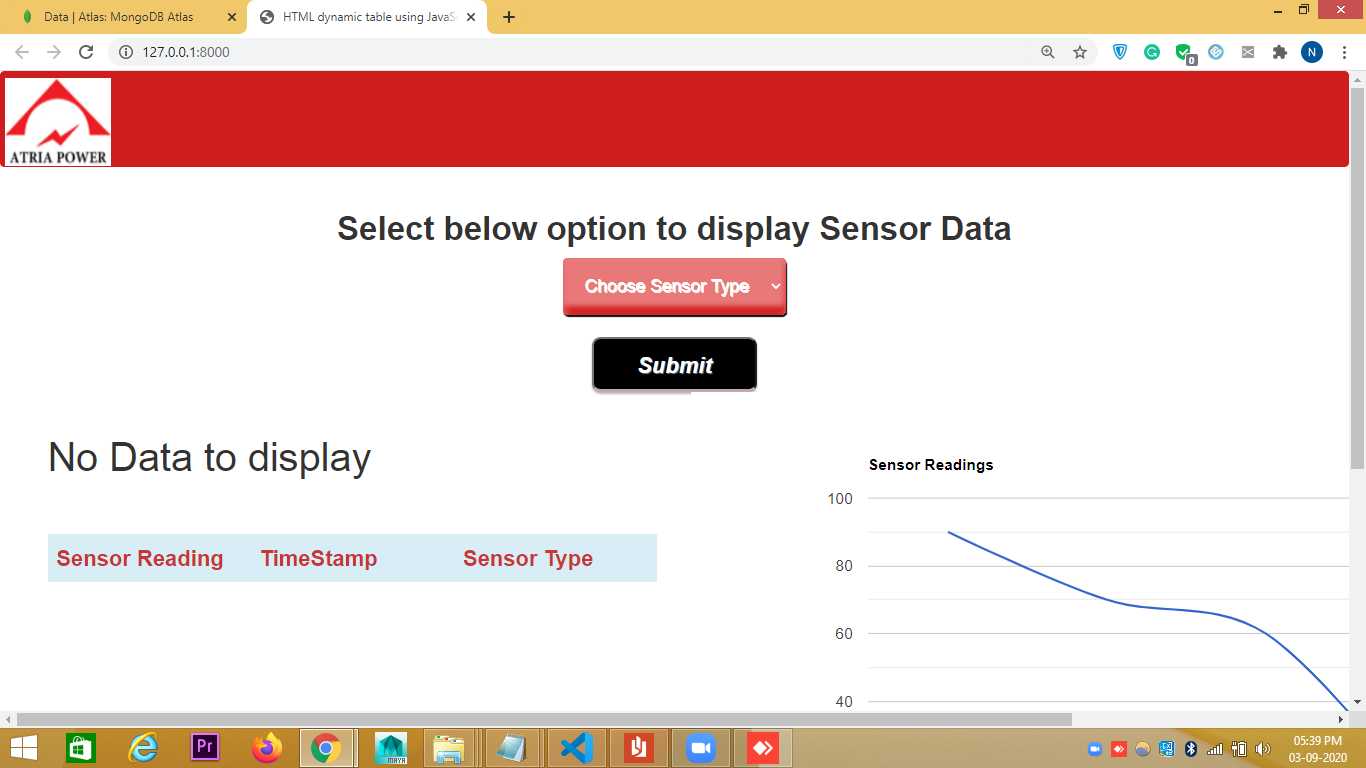 Data | Atlas: MongoDB Atlas
HTML dynamic table using JavaS
127.0.0.1:8000
0
N
ATRIA POWER
Select below option to display Sensor Data
Choose Sensor Type
Submit
No Data to display
Sensor Reading TimeStamp Sensor Type
Sensor Readings
100
80
60
40
Pr
MAYA
05:39 PM
03-09-2020